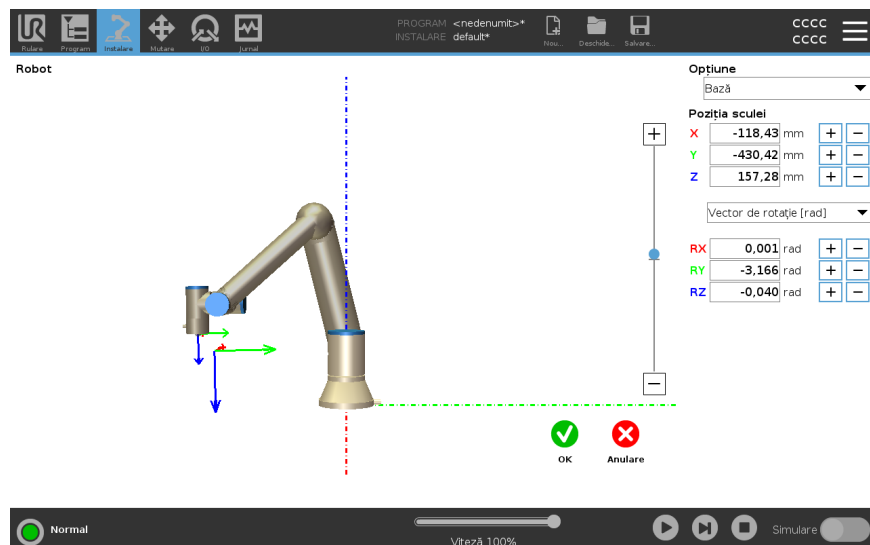 PROGRAM <nedenumit>*
INSTALARE default*
CCCC
CCCC
Rulare Program Instalare Mutare I/O Jurnal Nou... Deschide... Salvare...
Robot
Opțiune
Bază
Poziția sculei
X -118,43 mm + −
Y -430,42 mm + −
Z 157,28 mm + −
Vector de rotație [rad]
RX 0,001 rad + −
RY -3,166 rad + −
RZ -0,040 rad + −
OK Anulare
Normal
Viteză 100%
Simulare